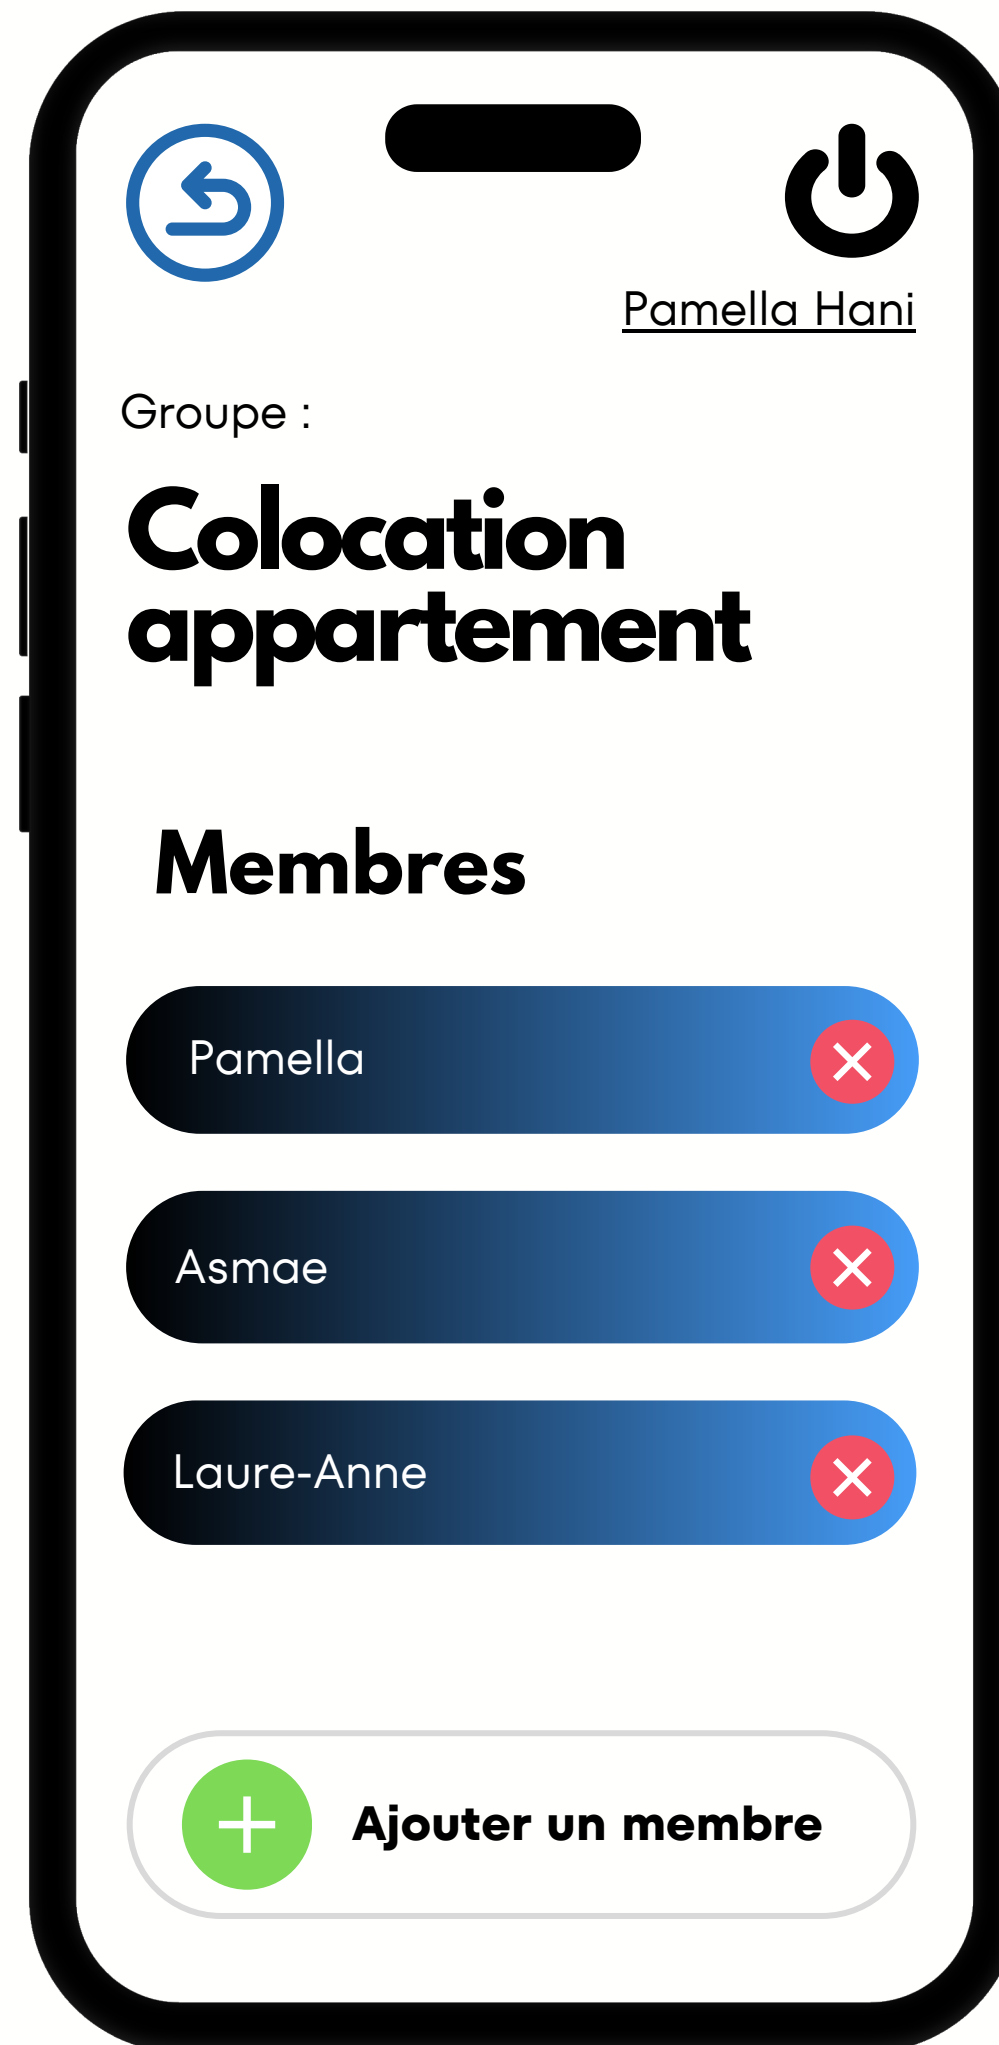 Pamella Hani
Groupe :
Colocation
appartement
Membres
Pamella
Asmae
Laure-Anne
Ajouter un membre